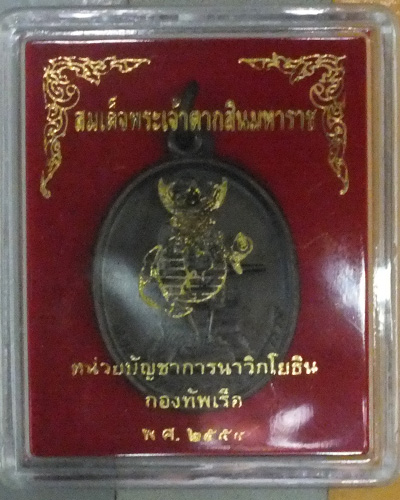 สมเด็จพระเจ้าตากสินมหาราช
หน่วยบัญชาการนาวิกโยธิน
กองทัพเรือ
พ.ศ. ๒๕๕๔